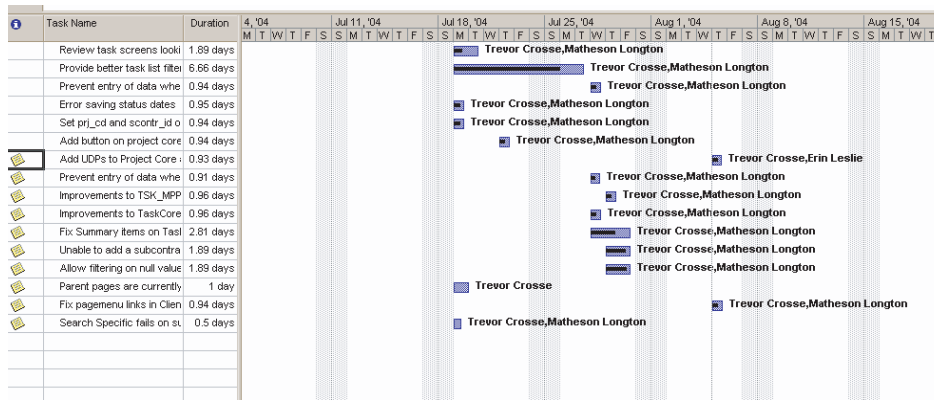 Task Name Duration 4, '04 Jul 11, '04 Jul 18, '04 Jul 25, '04 Aug 1, '04 Aug 8, '04 Aug 15, '04
M T W T F S S M T W T F S S M T W T F S S M T W T F S S M T W T F S S M T W T F S S M T W T
Review task screens looki 1.89 days Trevor Crosse,Matheson Longton
Provide better task list filter 6.66 days Trevor Crosse,Matheson Longton
Prevent entry of data whe 0.94 days Trevor Crosse,Matheson Longton
Error saving status dates 0.95 days Trevor Crosse,Matheson Longton
Set prj_cd and scontr_id o 0.94 days Trevor Crosse,Matheson Longton
Add button on project core 0.94 days Trevor Crosse,Matheson Longton
Add UDPs to Project Core 0.93 days Trevor Crosse,Erin Leslie
Prevent entry of data whe 0.91 days Trevor Crosse,Matheson Longton
Improvements to TSK_MPP 0.96 days Trevor Crosse,Matheson Longton
Improvements to TaskCore 0.96 days Trevor Crosse,Matheson Longton
Fix Summary items on Tasl 2.81 days Trevor Crosse,Matheson Longton
Unable to add a subcontra 1.89 days Trevor Crosse,Matheson Longton
Allow filtering on null value 1.89 days Trevor Crosse,Matheson Longton
Parent pages are currently 1 day Trevor Crosse
Fix pagemenu links in Clien 0.94 days Trevor Crosse,Matheson Longton
Search Specific fails on su 0.5 days Trevor Crosse,Matheson Longton